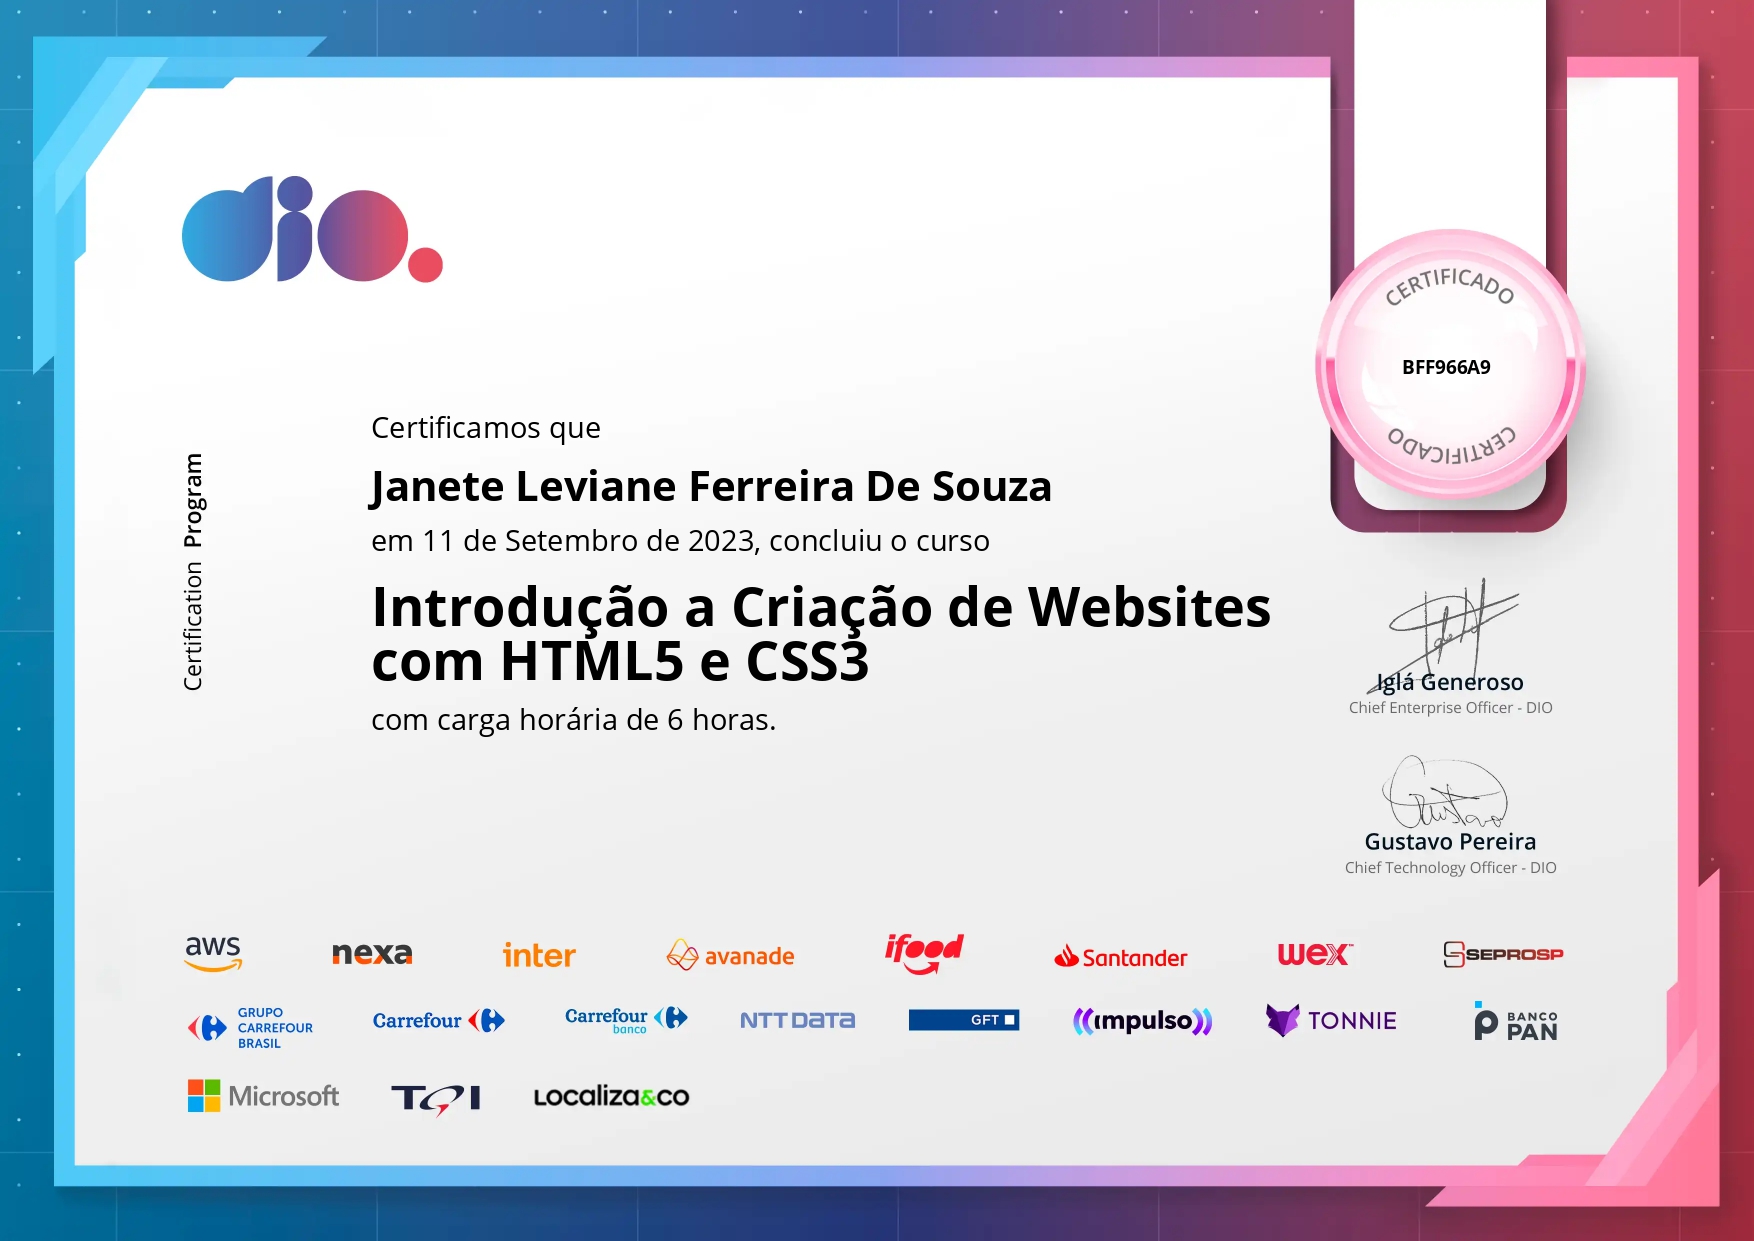 dio.
CERTIFICADO
BFF966A9
CERTIFICADO
Certification Program
Certificamos que
Janete Leviane Ferreira De Souza
em 11 de Setembro de 2023, concluiu o curso
Introdução a Criação de Websites
com HTML5 e CSS3
com carga horária de 6 horas.
Iglá Generoso
Chief Enterprise Officer - DIO
Gustavo
Gustavo Pereira
Chief Technology Officer - DIO
aws nexa inter avanade ifood Santander wex™ SEPROSP
GRUPO
CARREFOUR
BRASIL
Carrefour Carrefour
banco
NTT DATA GFT impulso TONNIE BANCO
PAN
Microsoft TQI Localiza&co